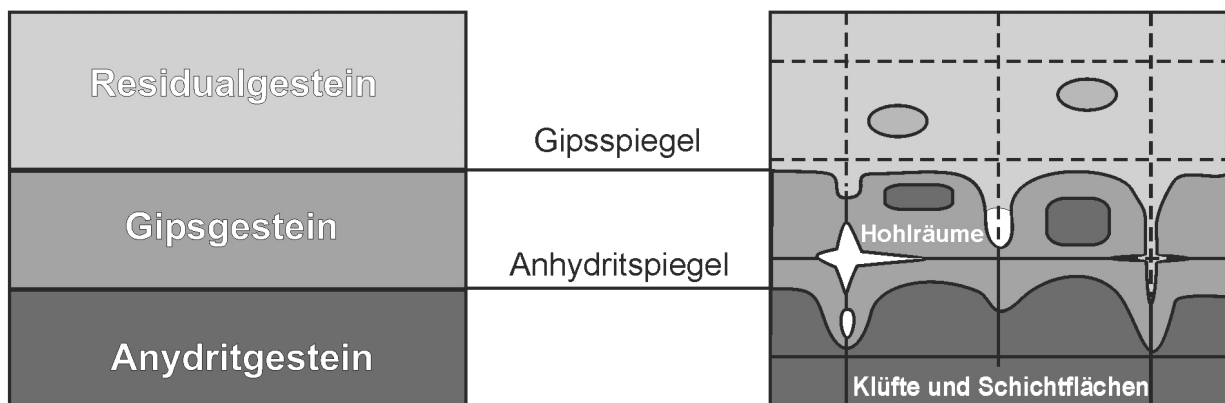 Residualgestein
Gipsspiegel
Gipsgestein
Hohlräume
Anhydritspiegel
Anydritgestein
Klüfte und Schichtflächen